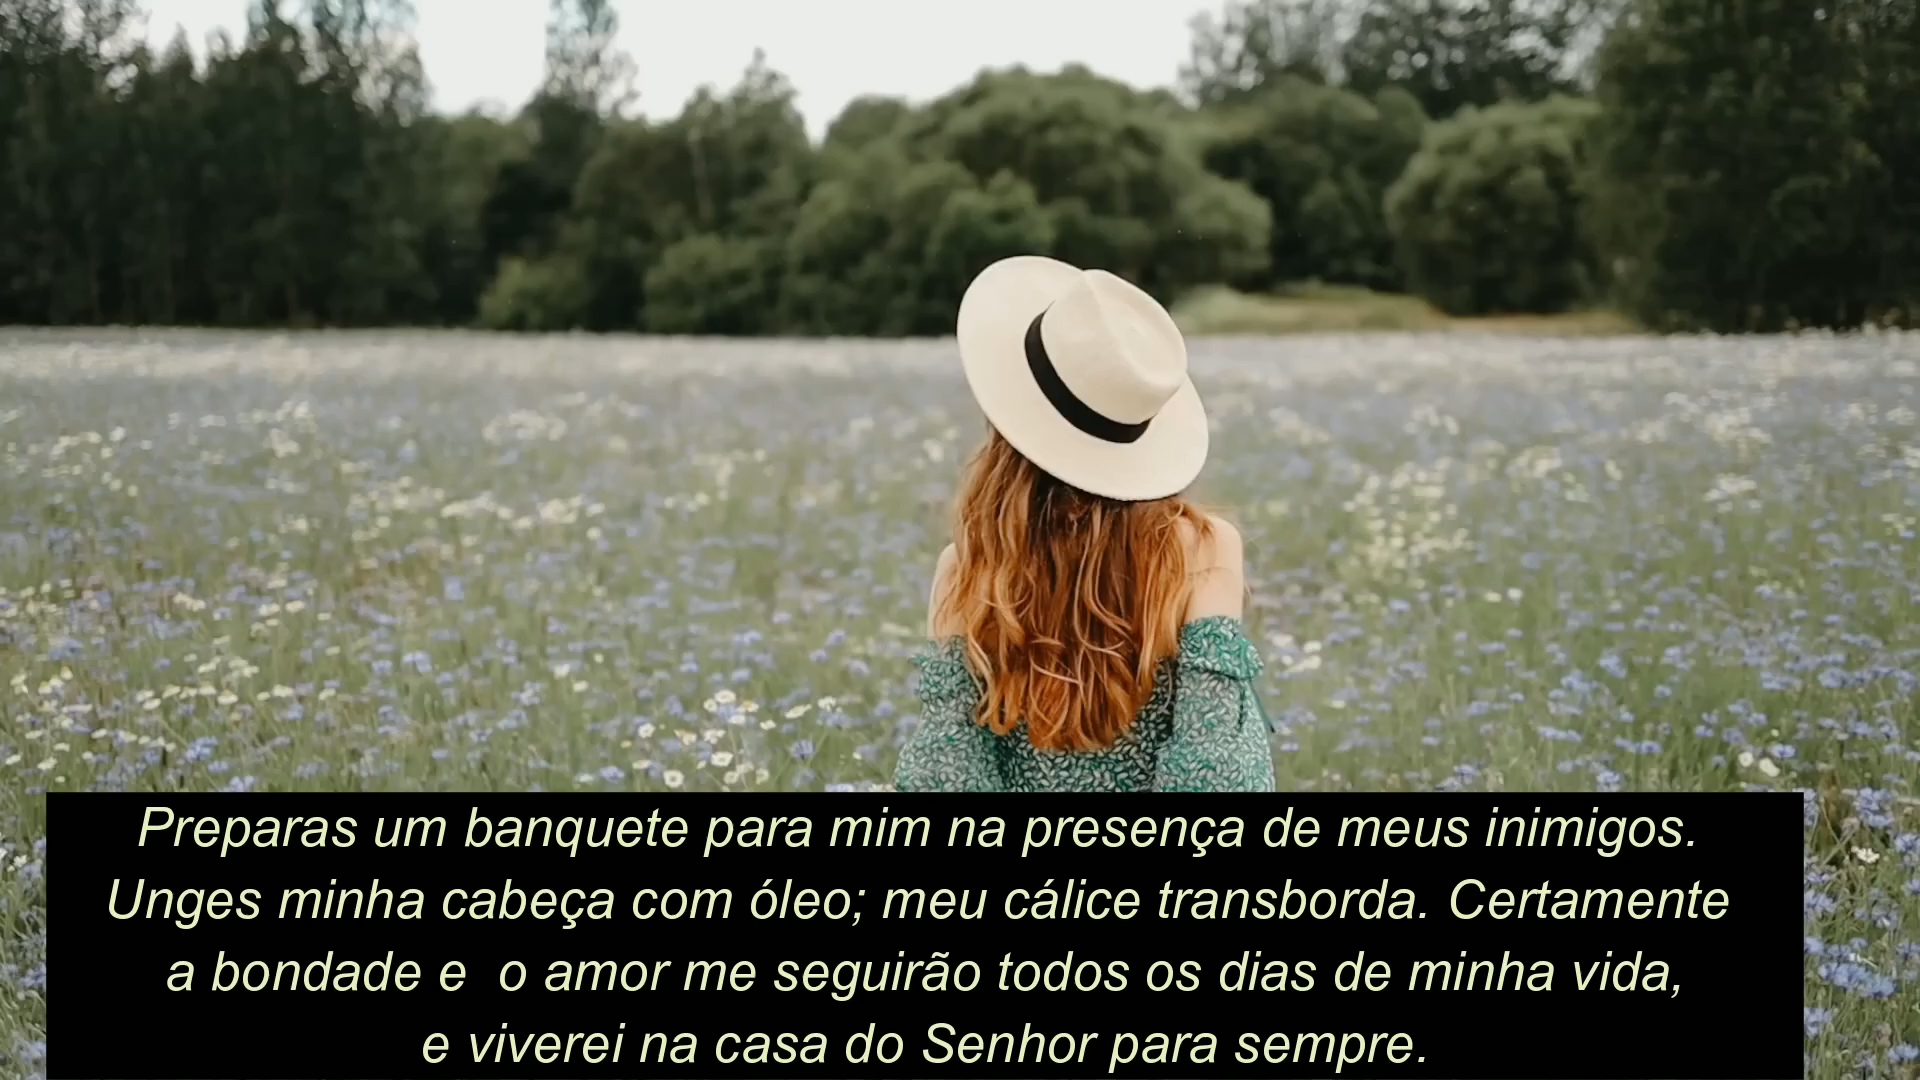 Preparas um banquete para mim na presença de meus inimigos.
Unges minha cabeça com óleo; meu cálice transborda. Certamente
a bondade e  o amor me seguirão todos os dias de minha vida,
e viverei na casa do Senhor para sempre.